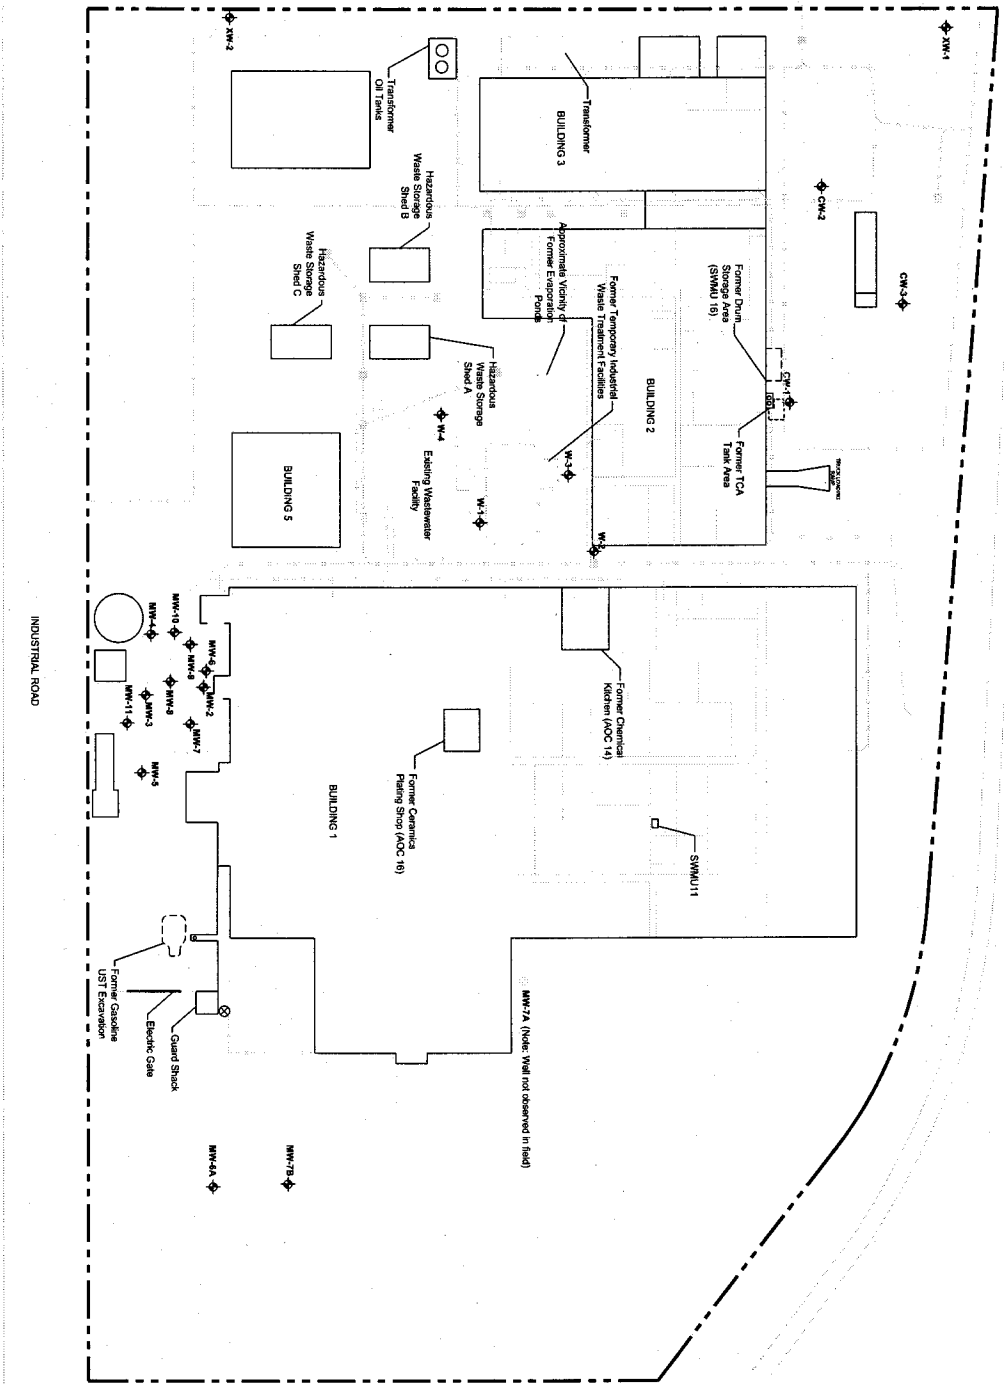 XW-1
XW-2
CW-2
CW-3
Transformer
Oil Tanks
Transformer
BUILDING 3
Hazardous
Waste Storage
Shed B
Hazardous
Waste Storage
Shed C
Hazardous
Waste Storage
Shed A
Approximate Vicinity of
Former Evaporation
Ponds
Former Temporary Industrial
Waste Treatment Facilities
Former Drum
Storage Area
(SWMU 16)
CW-1
BUILDING 2
Former TCA
Tank Area
TRUCK LOADING
RAMP
W-4
W-3
W-1
W-2
Existing Wastewater
Facility
BUILDING 5
INDUSTRIAL ROAD
MW-4
MW-10
MW-9
MW-6
MW-2
MW-8
MW-3
MW-11
MW-7
MW-5
Former Chemical
Kitchen (AOC 14)
Former Ceramics
Plating Shop (AOC 16)
BUILDING 1
SWMU11
Former Gasoline
UST Excavation
Electric Gate
Guard Shack
MW-7A (Note: Well not observed in field)
MW-6A
MW-7B